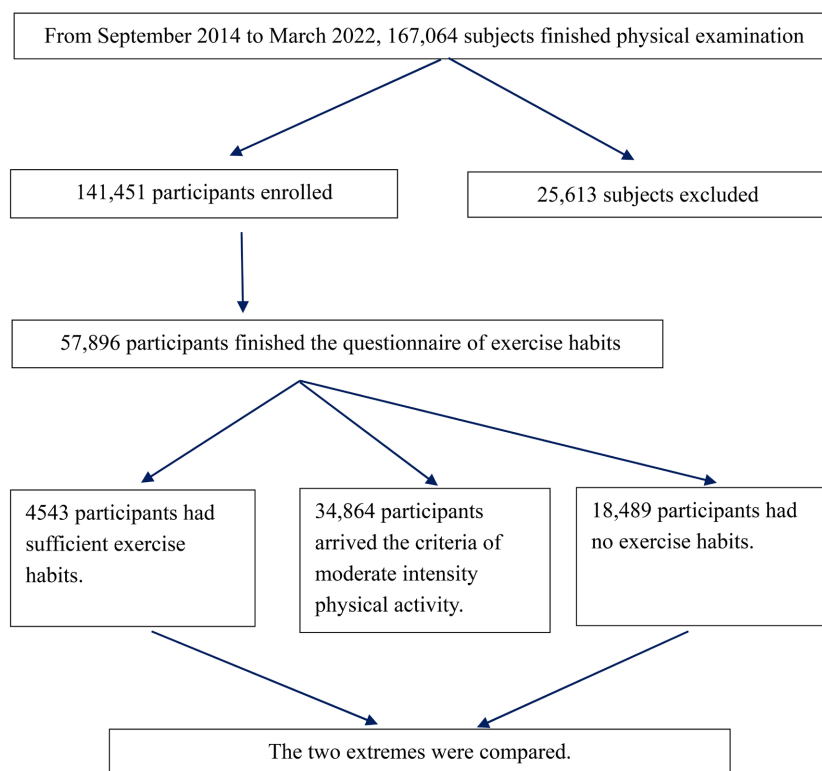 From September 2014 to March 2022, 167,064 subjects finished physical examination
141,451 participants enrolled
25,613 subjects excluded
57,896 participants finished the questionnaire of exercise habits
4543 participants had
sufficient exercise
habits.
34,864 participants
arrived the criteria of
moderate intensity
physical activity.
18,489 participants had
no exercise habits.
The two extremes were compared.